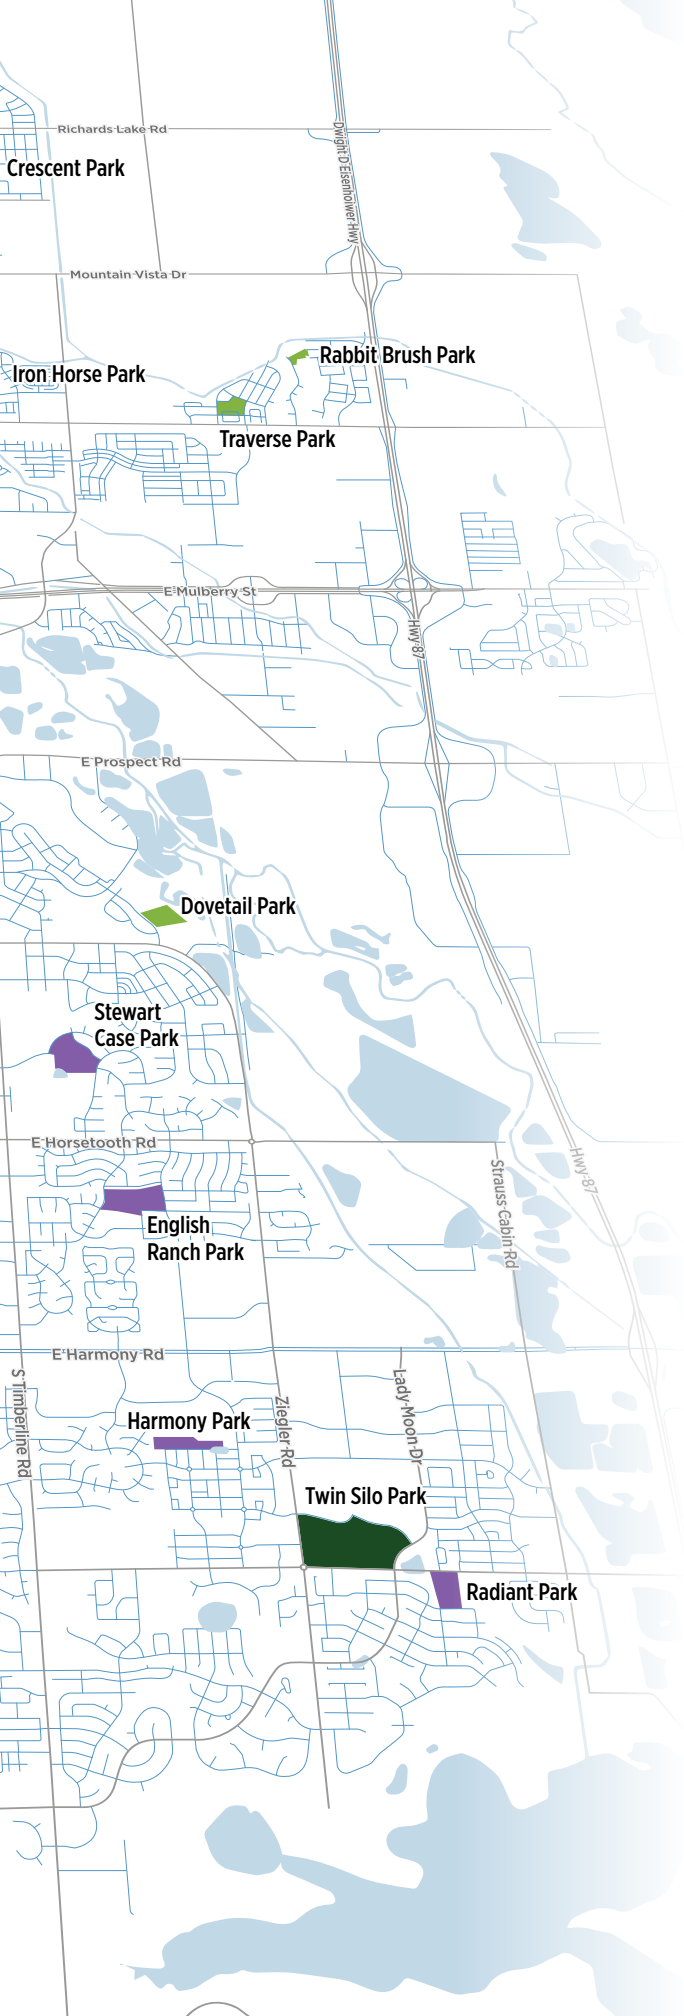 Richards Lake Rd
Dwight D Eisenhoiwer Hwy
Crescent Park
Mountain Vista Dr
Rabbit Brush Park
Iron Horse Park
Traverse Park
E Mulberry St
Hwy 87
E Prospect Rd
Dovetail Park
Stewart
Case Park
E Horsetooth Rd
Strauss Cabin Rd
Hwy 87
English
Ranch Park
E Harmony Rd
S Timberline Rd
Lady Moon Dr
Ziegler Rd
Harmony Park
Twin Silo Park
Radiant Park